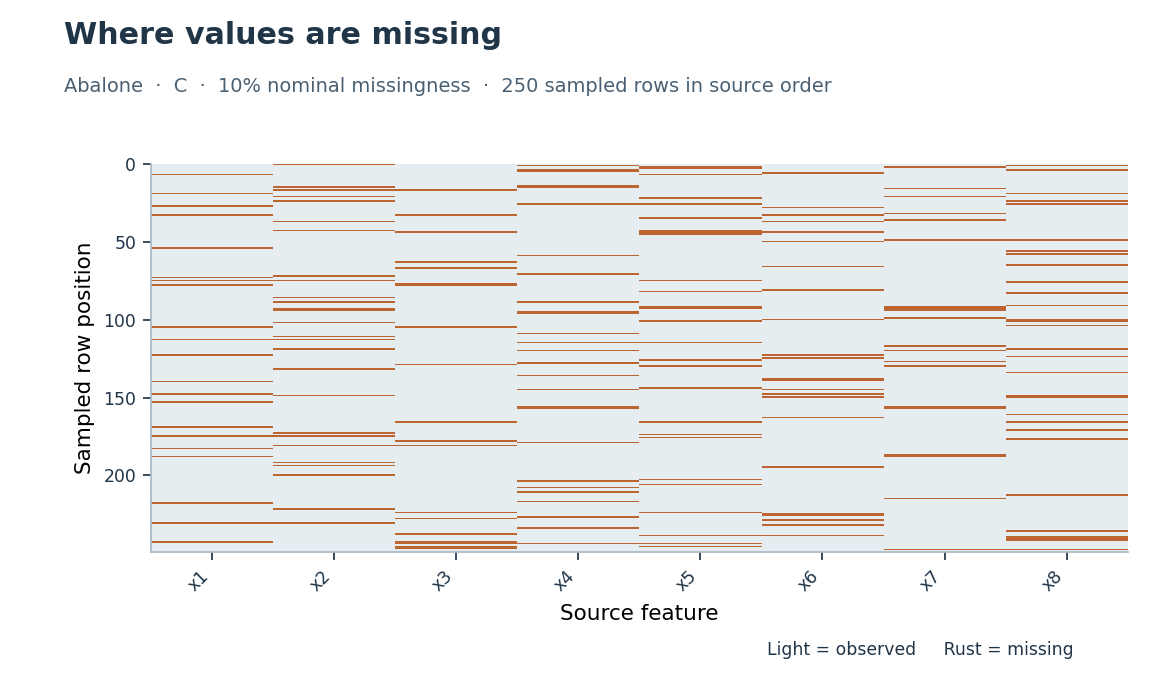 Where values are missing
Abalone · C · 10% nominal missingness · 250 sampled rows in source order
0
50
100
150
200
Sampled row position
x1 x2 x3 x4 x5 x6 x7 x8
Source feature
Light = observed Rust = missing